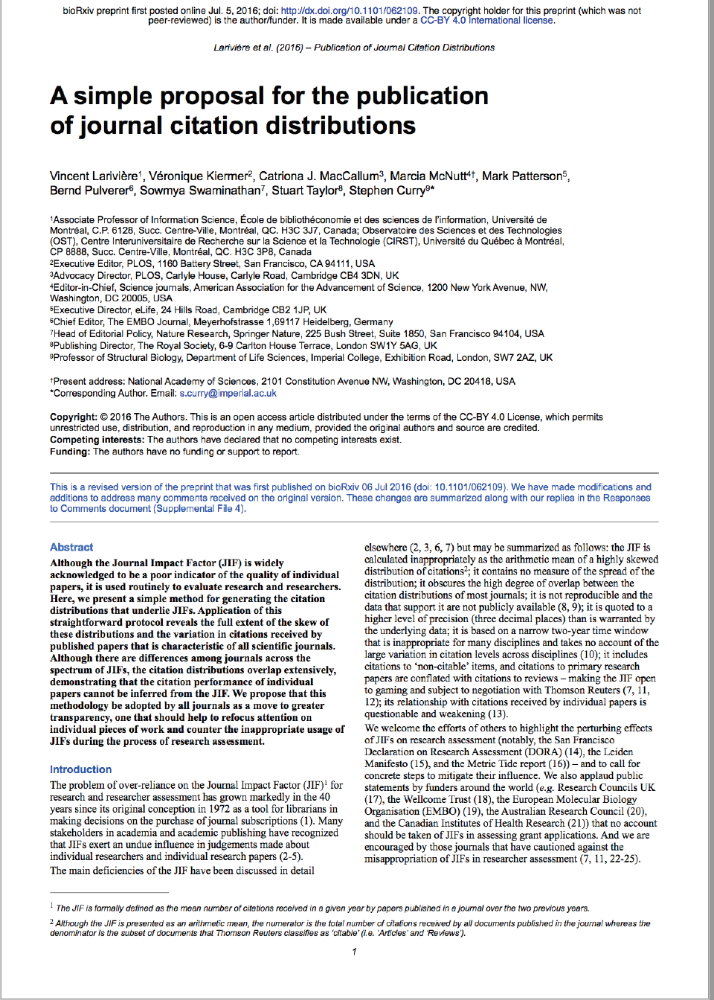 bioRxiv preprint first posted online Jul. 5, 2016; doi: http://dx.doi.org/10.1101/062109. The copyright holder for this preprint (which was not
peer-reviewed) is the author/funder. It is made available under a CC-BY 4.0 International license.
Larivière et al. (2016) – Publication of Journal Citation Distributions
A simple proposal for the publication
of journal citation distributions
Vincent Larivière¹, Véronique Kiermer², Catriona J. MacCallum³, Marcia McNutt⁴†, Mark Patterson⁵,
Bernd Pulverer⁶, Sowmya Swaminathan⁷, Stuart Taylor⁸, Stephen Curry⁹*
¹Associate Professor of Information Science, École de bibliothéconomie et des sciences de l'information, Université de
Montréal, C.P. 6128, Succ. Centre-Ville, Montréal, QC. H3C 3J7, Canada; Observatoire des Sciences et des Technologies
(OST), Centre Interuniversitaire de Recherche sur la Science et la Technologie (CIRST), Université du Québec à Montréal,
CP 8888, Succ. Centre-Ville, Montréal, QC. H3C 3P8, Canada
²Executive Editor, PLOS, 1160 Battery Street, San Francisco, CA 94111, USA
³Advocacy Director, PLOS, Carlyle House, Carlyle Road, Cambridge CB4 3DN, UK
⁴Editor-in-Chief, Science journals, American Association for the Advancement of Science, 1200 New York Avenue, NW,
Washington, DC 20005, USA
⁵Executive Director, eLife, 24 Hills Road, Cambridge CB2 1JP, UK
⁶Chief Editor, The EMBO Journal, Meyerhofstrasse 1,69117 Heidelberg, Germany
⁷Head of Editorial Policy, Nature Research, Springer Nature, 225 Bush Street, Suite 1850, San Francisco 94104, USA
⁸Publishing Director, The Royal Society, 6-9 Carlton House Terrace, London SW1Y 5AG, UK
⁹Professor of Structural Biology, Department of Life Sciences, Imperial College, Exhibition Road, London, SW7 2AZ, UK
†Present address: National Academy of Sciences, 2101 Constitution Avenue NW, Washington, DC 20418, USA
*Corresponding Author. Email: s.curry@imperial.ac.uk
Copyright: © 2016 The Authors. This is an open access article distributed under the terms of the CC-BY 4.0 License, which permits
unrestricted use, distribution, and reproduction in any medium, provided the original authors and source are credited.
Competing interests: The authors have declared that no competing interests exist.
Funding: The authors have no funding or support to report.
This is a revised version of the preprint that was first published on bioRxiv 06 Jul 2016 (doi: 10.1101/062109). We have made modifications and
additions to address many comments received on the original version. These changes are summarized along with our replies in the Responses
to Comments document (Supplemental File 4).
Abstract
Although the Journal Impact Factor (JIF) is widely
acknowledged to be a poor indicator of the quality of individual
papers, it is used routinely to evaluate research and researchers.
Here, we present a simple method for generating the citation
distributions that underlie JIFs. Application of this
straightforward protocol reveals the full extent of the skew of
these distributions and the variation in citations received by
published papers that is characteristic of all scientific journals.
Although there are differences among journals across the
spectrum of JIFs, the citation distributions overlap extensively,
demonstrating that the citation performance of individual
papers cannot be inferred from the JIF. We propose that this
methodology be adopted by all journals as a move to greater
transparency, one that should help to refocus attention on
individual pieces of work and counter the inappropriate usage of
JIFs during the process of research assessment.
Introduction
The problem of over-reliance on the Journal Impact Factor (JIF)¹ for
research and researcher assessment has grown markedly in the 40
years since its original conception in 1972 as a tool for librarians in
making decisions on the purchase of journal subscriptions (1). Many
stakeholders in academia and academic publishing have recognized
that JIFs exert an undue influence in judgements made about
individual researchers and individual research papers (2-5).
The main deficiencies of the JIF have been discussed in detail
elsewhere (2, 3, 6, 7) but may be summarized as follows: the JIF is
calculated inappropriately as the arithmetic mean of a highly skewed
distribution of citations²; it contains no measure of the spread of the
distribution; it obscures the high degree of overlap between the
citation distributions of most journals; it is not reproducible and the
data that support it are not publicly available (8, 9); it is quoted to a
higher level of precision (three decimal places) than is warranted by
the underlying data; it is based on a narrow two-year time window
that is inappropriate for many disciplines and takes no account of the
large variation in citation levels across disciplines (10); it includes
citations to ‘non-citable’ items, and citations to primary research
papers are conflated with citations to reviews – making the JIF open
to gaming and subject to negotiation with Thomson Reuters (7, 11,
12); its relationship with citations received by individual papers is
questionable and weakening (13).
We welcome the efforts of others to highlight the perturbing effects
of JIFs on research assessment (notably, the San Francisco
Declaration on Research Assessment (DORA) (14), the Leiden
Manifesto (15), and the Metric Tide report (16)) – and to call for
concrete steps to mitigate their influence. We also applaud public
statements by funders around the world (e.g. Research Councils UK
(17), the Wellcome Trust (18), the European Molecular Biology
Organisation (EMBO) (19), the Australian Research Council (20),
and the Canadian Institutes of Health Research (21)) that no account
should be taken of JIFs in assessing grant applications. And we are
encouraged by those journals that have cautioned against the
misappropriation of JIFs in researcher assessment (7, 11, 22-25).
¹ The JIF is formally defined as the mean number of citations received in a given year by papers published in a journal over the two previous years.
² Although the JIF is presented as an arithmetic mean, the numerator is the total number of citations received by all documents published in the journal whereas the
denominator is the subset of documents that Thomson Reuters classifies as ‘citable’ (i.e. ‘Articles’ and ‘Reviews’).
1